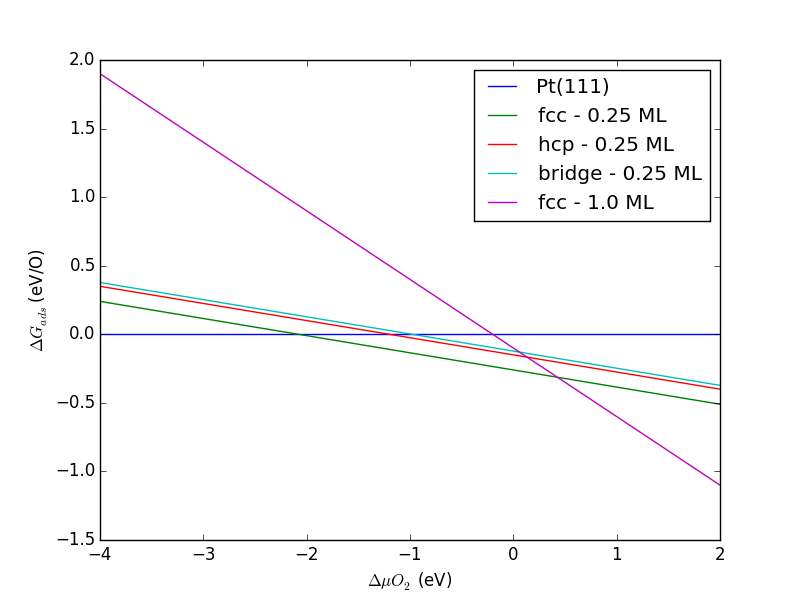 2.0
1.5
1.0
0.5
0.0
−0.5
−1.0
−1.5
ΔG_ads (eV/O)
Pt(111)
fcc - 0.25 ML
hcp - 0.25 ML
bridge - 0.25 ML
fcc - 1.0 ML
−4 −3 −2 −1 0 1 2
ΔμO₂ (eV)